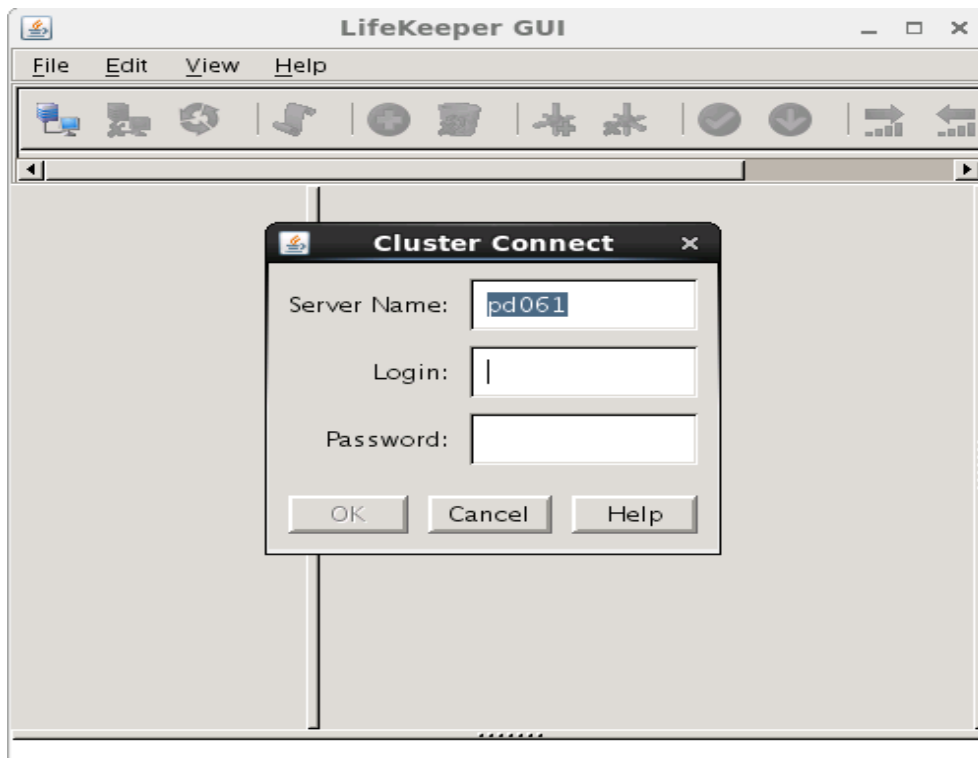 LifeKeeper GUI
File Edit View Help
Cluster Connect
Server Name: pd061
Login:
Password:
OK Cancel Help